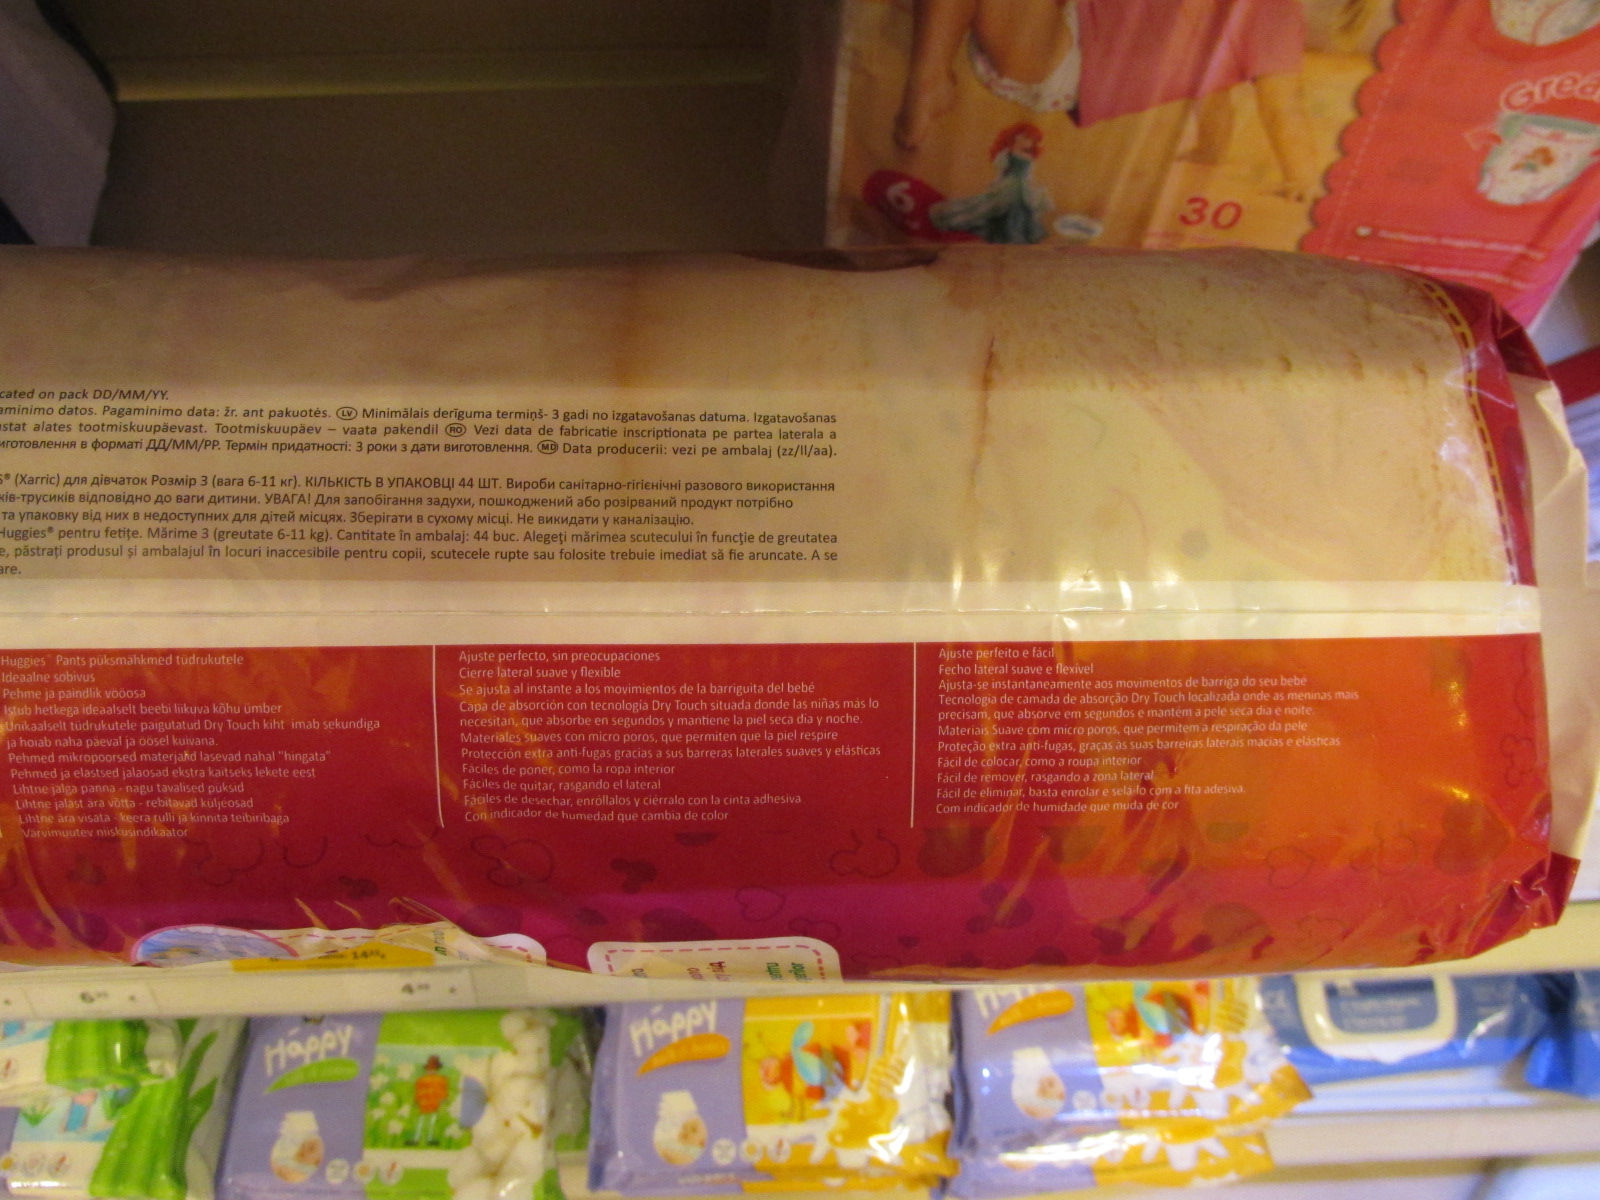 Grea
6
30
cated on pack DD/MM/YY.
aminimo datos. Pagaminimo data: žr. ant pakuotės. LV Minimālais derīguma termiņš- 3 gadi no izgatavošanas datuma. Izgatavošanas
astat alates tootmiskuupäevast. Tootmiskuupäev – vaata pakendil RO Vezi data de fabricatie inscriptionata pe partea laterala a
иготовлення в форматі ДД/ММ/РР. Термін придатності: 3 роки з дати виготовлення. MD Data producerii: vezi pe ambalaj (zz/ll/aa).
S® (Хаггіс) для дівчаток Розмір 3 (вага 6-11 кг). КІЛЬКІСТЬ В УПАКОВЦІ 44 ШТ. Вироби санітарно-гігієнічні разового використання
ків-трусиків відповідно до ваги дитини. УВАГА! Для запобігання задухи, пошкоджений або розірваний продукт потрібно
та упаковку від них в недоступних для дітей місцях. Зберігати в сухому місці. Не викидати у каналізацію.
Huggies® pentru fetițe. Mărime 3 (greutate 6-11 kg). Cantitate în ambalaj: 44 buc. Alegeți mărimea scutecului în funcție de greutatea
e, păstrați produsul și ambalajul în locuri inaccesibile pentru copii, scutecele rupte sau folosite trebuie imediat să fie aruncate. A se
are.
Huggies® Pants püksmähkmed tüdrukutele
Ideaalne sobivus
Pehme ja paindlik vööosa
Istub hetkega ideaalselt beebi liikuva kõhu ümber
Unikaalselt tüdrukutele paigutatud Dry Touch kiht imab sekundiga
ja hoiab naha päeval ja öösel kuivana.
Pehmed mikropoorsed materjalid lasevad nahal "hingata"
Pehmed ja elastsed jalaosad ekstra kaitseks lekete eest
Lihtne jalga panna - nagu tavalised püksid
Lihtne jalast ära võtta - rebitavad küljeosad
Lihtne ära visata - keera rulli ja kinnita teibiribaga
Värvimuutev niiskusindikaator
Ajuste perfecto, sin preocupaciones
Cierre lateral suave y flexible
Se ajusta al instante a los movimientos de la barriguita del bebé
Capa de absorción con tecnología Dry Touch situada donde las niñas más lo
necesitan, que absorbe en segundos y mantiene la piel seca día y noche.
Materiales suaves con micro poros, que permiten que la piel respire
Protección extra anti-fugas gracias a sus barreras laterales suaves y elásticas
Fáciles de poner, como la ropa interior
Fáciles de quitar, rasgando el lateral
Fáciles de desechar, enróllalos y ciérralo con la cinta adhesiva
Con indicador de humedad que cambia de color
Ajuste perfeito e fácil
Fecho lateral suave e flexível
Ajusta-se instantaneamente aos movimentos de barriga do seu bebé
Tecnologia de camada de absorção Dry Touch localizada onde as meninas mais
precisam, que absorve em segundos e mantém a pele seca dia e noite.
Materiais Suave com micro poros, que permitem a respiração da pele
Proteção extra anti-fugas, graças às suas barreiras laterais macias e elásticas
Fácil de colocar, como a roupa interior
Fácil de remover, rasgando a zona lateral
Fácil de eliminar, basta enrolar e selá-lo com a fita adesiva.
Com indicador de humidade que muda de cor
Háppy
Háppy
Háppy